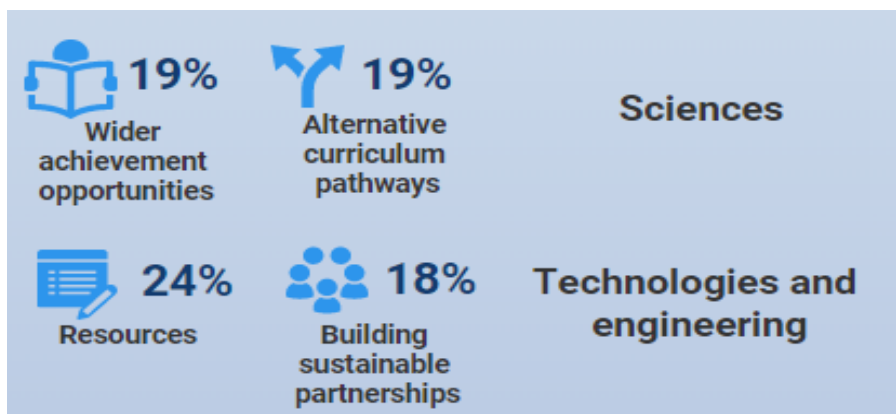 19%
Wider
achievement
opportunities
19%
Alternative
curriculum
pathways
Sciences
24%
Resources
18%
Building
sustainable
partnerships
Technologies and
engineering